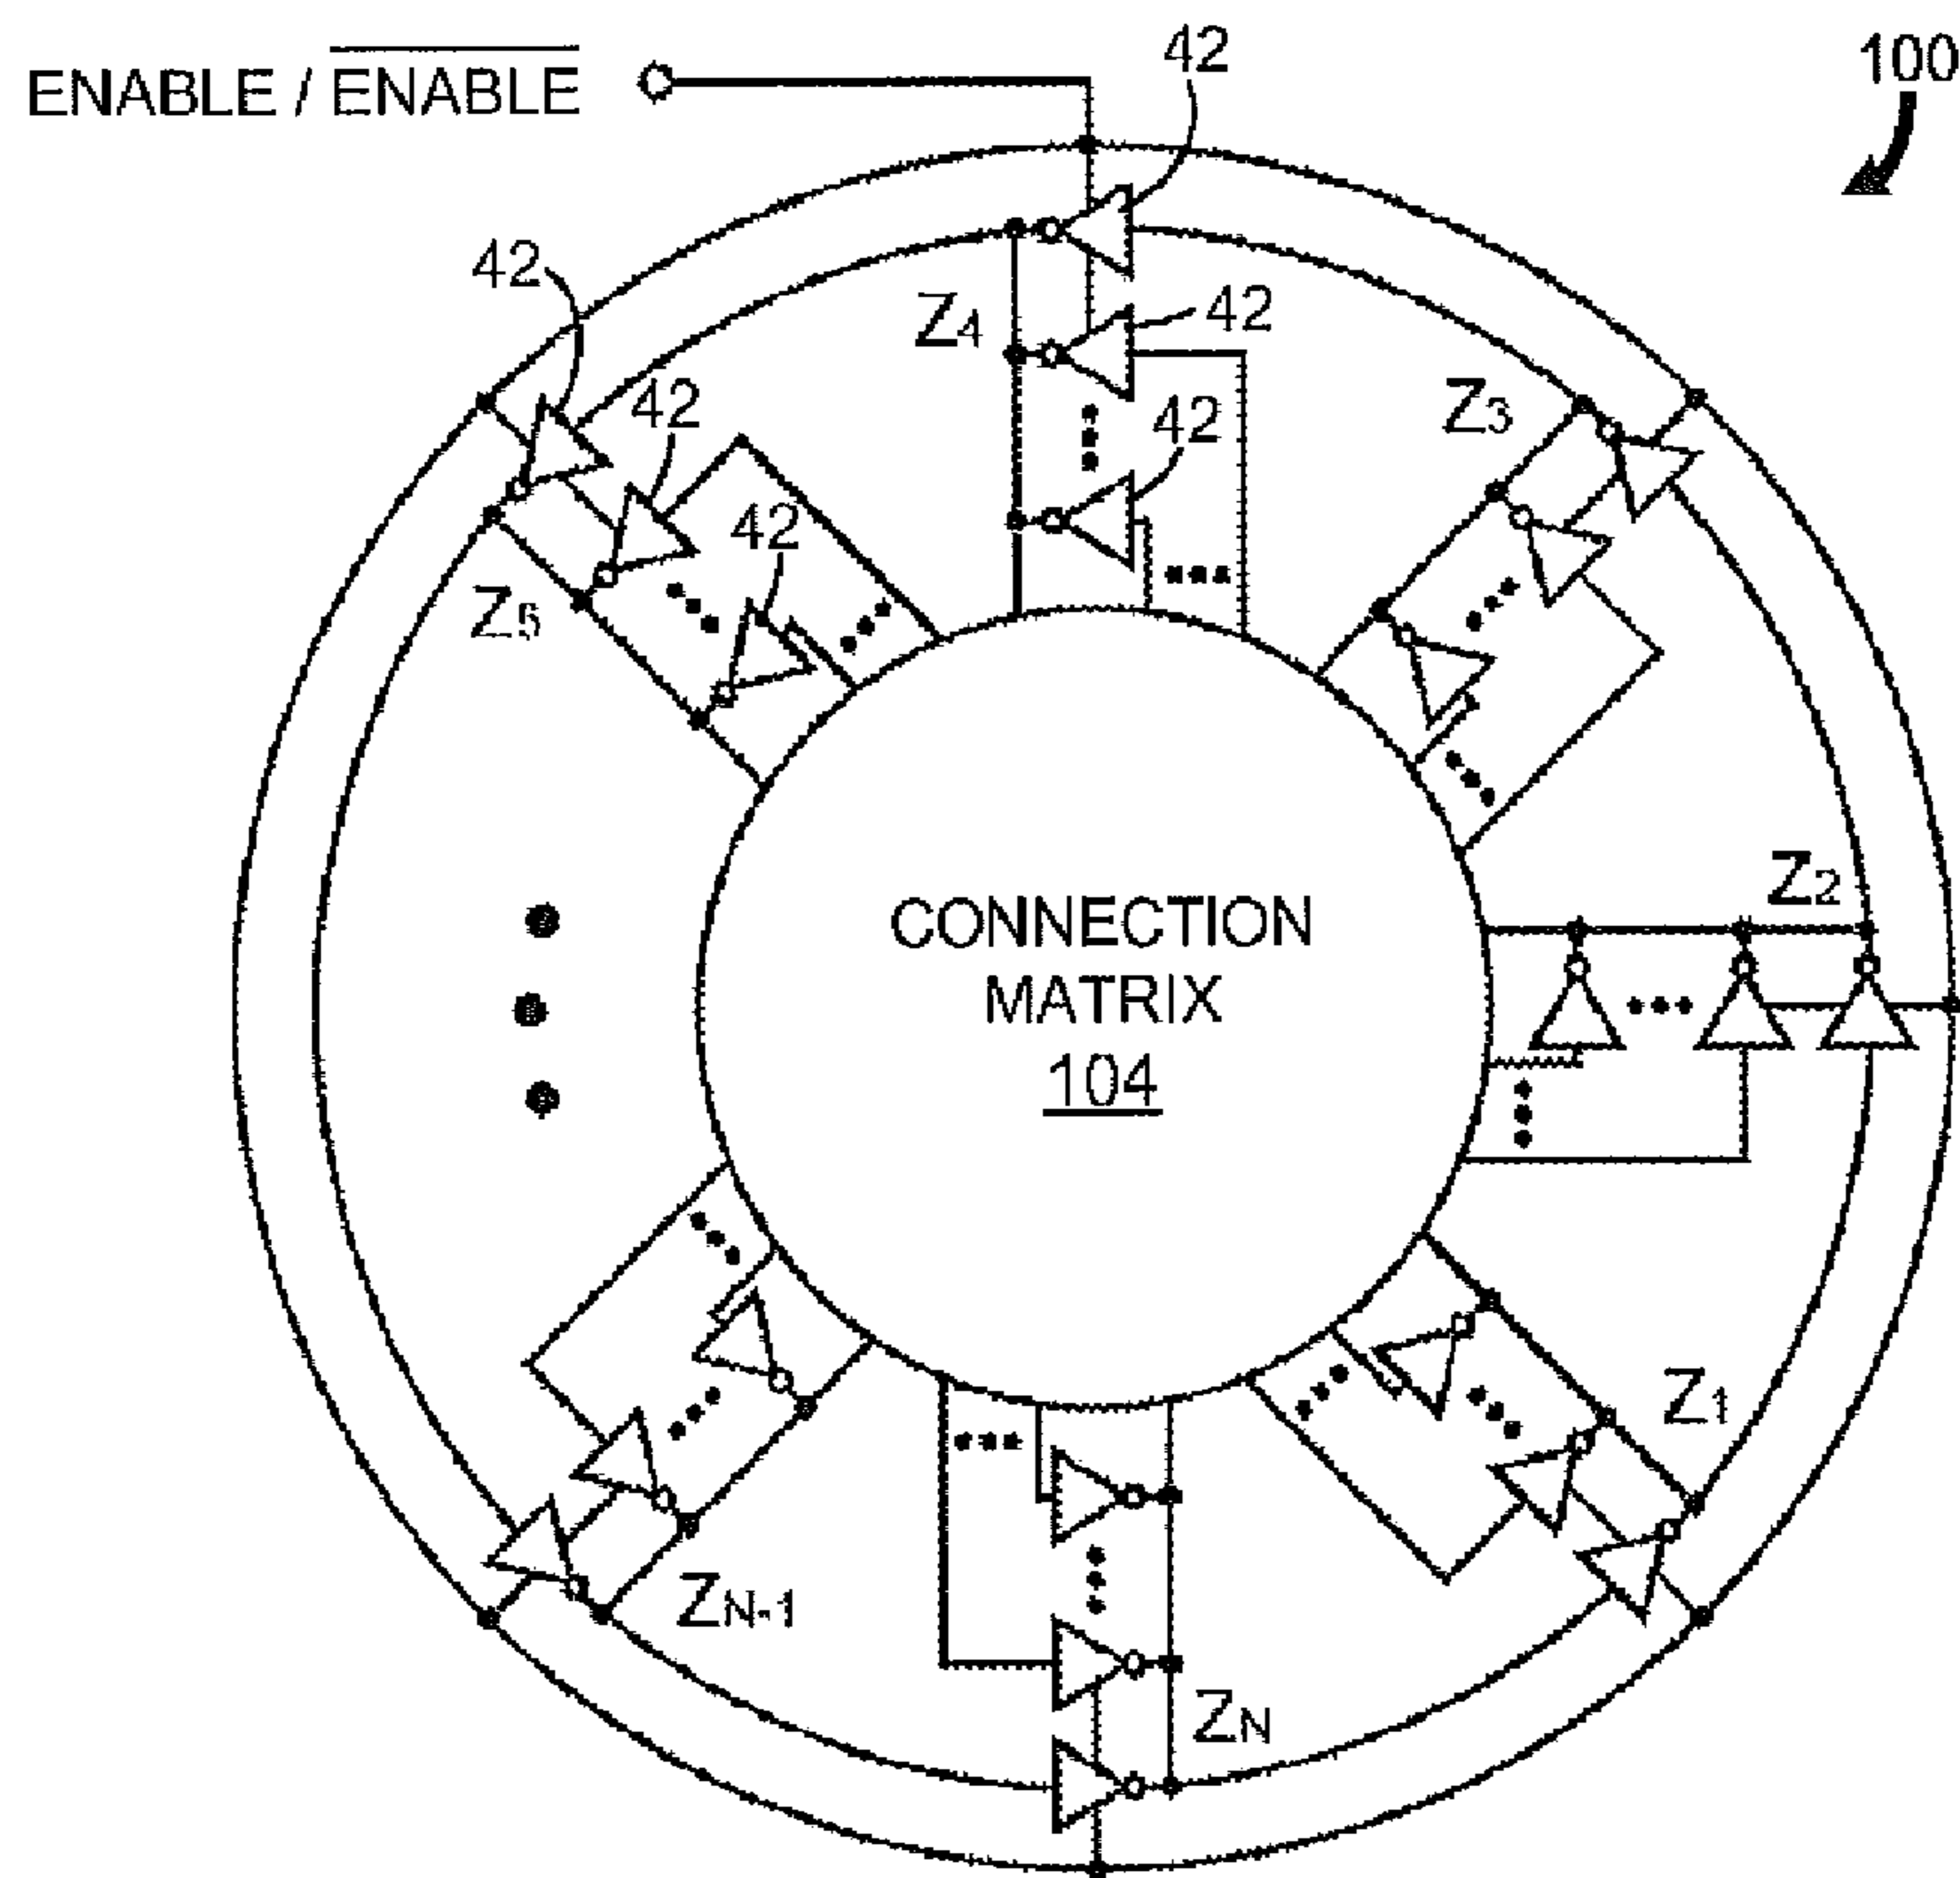 ENABLE / ENABLE
42
100
42
Z4
42
42
42
Z3
42
Z5
Z2
CONNECTION
MATRIX
104
Z1
ZN-1
ZN